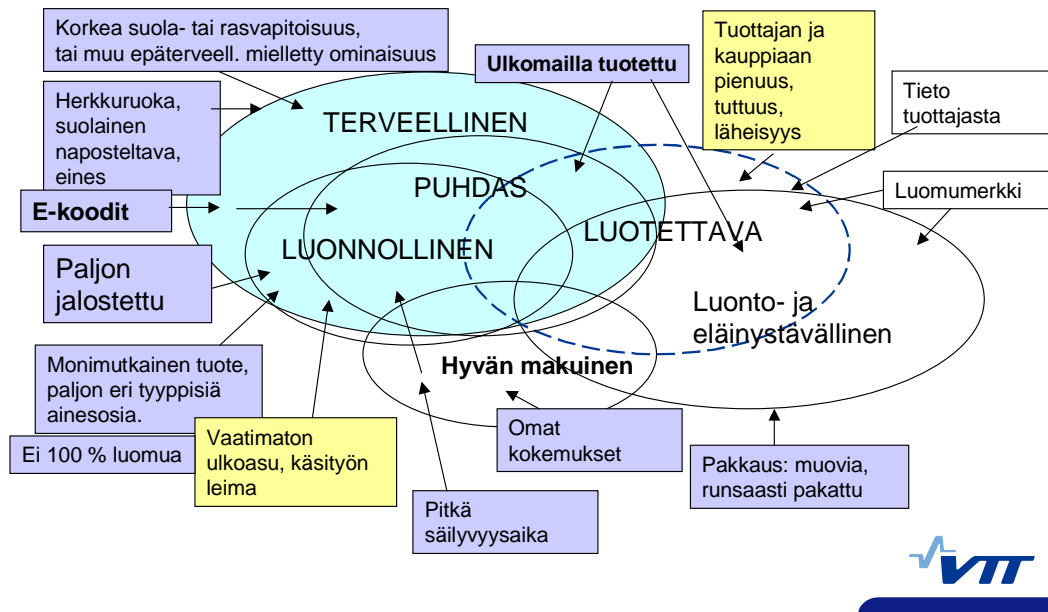 Korkea suola- tai rasvapitoisuus,
tai muu epäterveell. mielletty ominaisuus
Ulkomailla tuotettu
Tuottajan ja
kauppiaan
pienuus,
tuttuus,
läheisyys
Tieto
tuottajasta
Herkkuruoka,
suolainen
naposteltava,
eines
TERVEELLINEN
PUHDAS
Luomumerkki
E-koodit
LUOTETTAVA
LUONNOLLINEN
Paljon
jalostettu
Luonto- ja
eläinystävällinen
Monimutkainen tuote,
paljon eri tyyppisiä
ainesosia.
Hyvän makuinen
Ei 100 % luomua
Vaatimaton
ulkoasu, käsityön
leima
Omat
kokemukset
Pakkaus: muovia,
runsaasti pakattu
Pitkä
säilyvyysaika
VTT